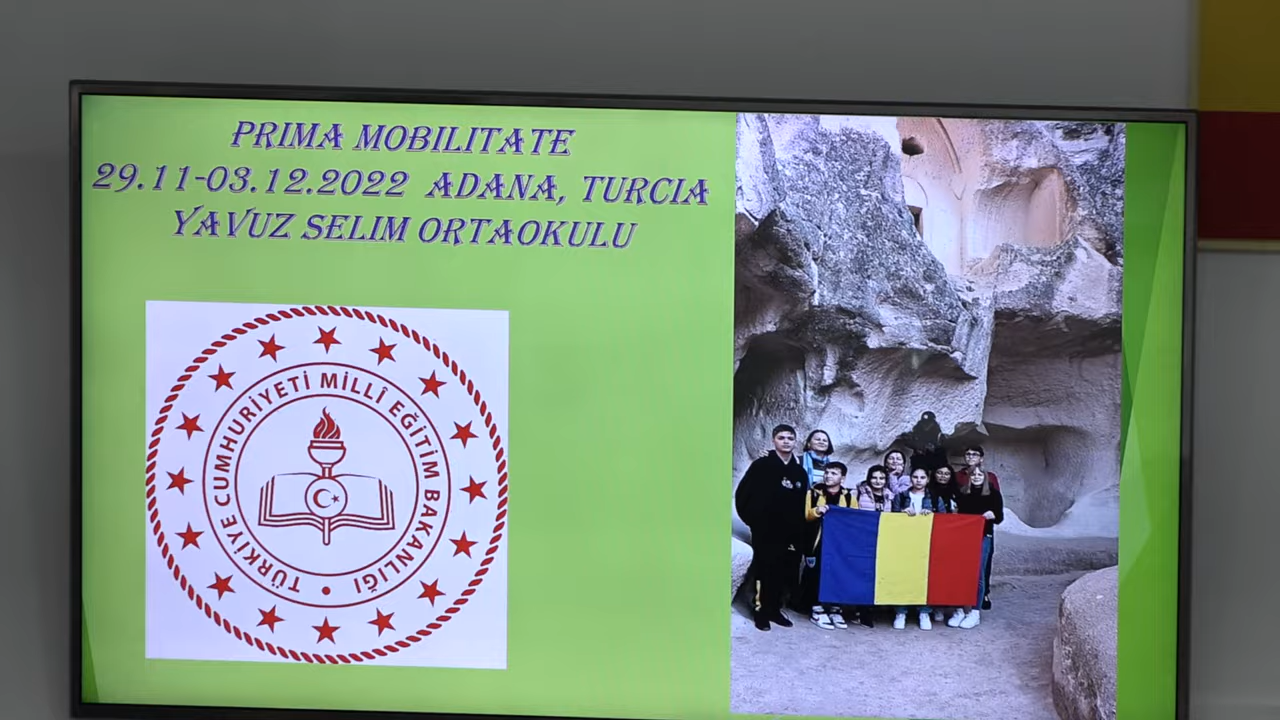 PRIMA MOBILITATE
29.11-03.12.2022 ADANA, TURCIA
YAVUZ SELIM ORTAOKULU
TÜRKİYE CUMHURİYETİ MİLLÎ EĞİTİM BAKANLIĞI